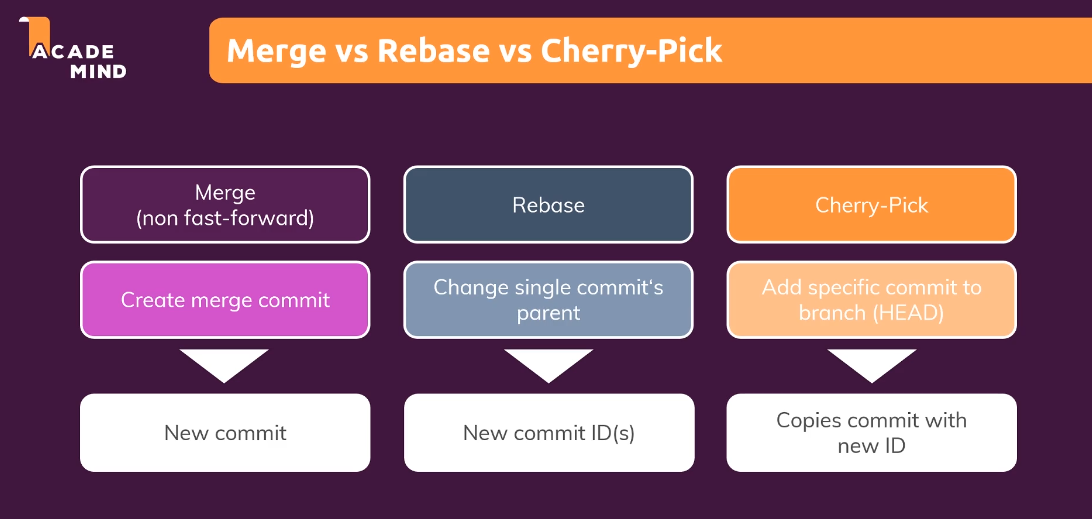 ACADE
MIND
Merge vs Rebase vs Cherry-Pick
Merge
(non fast-forward)
Rebase
Cherry-Pick
Create merge commit
Change single commit‘s
parent
Add specific commit to
branch (HEAD)
New commit
New commit ID(s)
Copies commit with
new ID